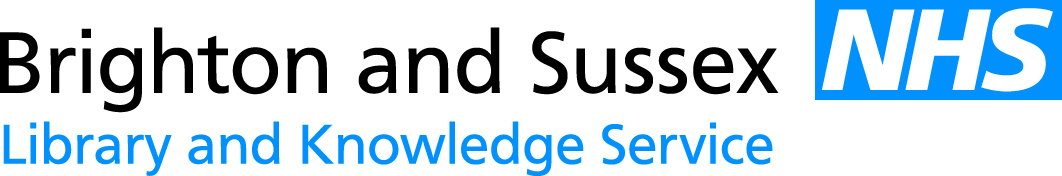 Brighton and Sussex NHS
Library and Knowledge Service